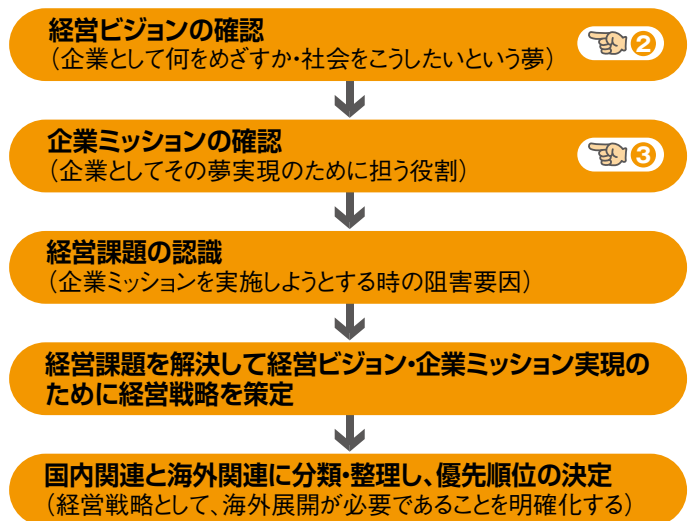 経営ビジョンの確認
（企業として何をめざすか・社会をこうしたいという夢）
❷
企業ミッションの確認
（企業としてその夢実現のために担う役割）
❸
経営課題の認識
（企業ミッションを実施しようとする時の阻害要因）
経営課題を解決して経営ビジョン・企業ミッション実現の
ために経営戦略を策定
国内関連と海外関連に分類・整理し、優先順位の決定
（経営戦略として、海外展開が必要であることを明確化する）